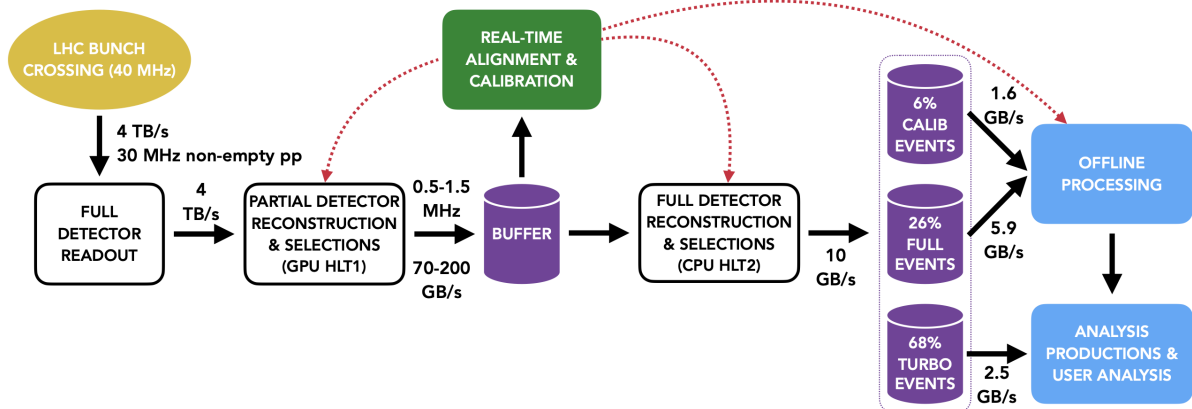 LHC BUNCH
CROSSING (40 MHz)
4 TB/s
30 MHz non-empty pp
FULL
DETECTOR
READOUT
4
TB/s
PARTIAL DETECTOR
RECONSTRUCTION
& SELECTIONS
(GPU HLT1)
0.5-1.5
MHz
70-200
GB/s
REAL-TIME
ALIGNMENT &
CALIBRATION
BUFFER
FULL DETECTOR
RECONSTRUCTION
& SELECTIONS
(CPU HLT2)
10
GB/s
6%
CALIB
EVENTS
26%
FULL
EVENTS
68%
TURBO
EVENTS
1.6
GB/s
5.9
GB/s
2.5
GB/s
OFFLINE
PROCESSING
ANALYSIS
PRODUCTIONS &
USER ANALYSIS